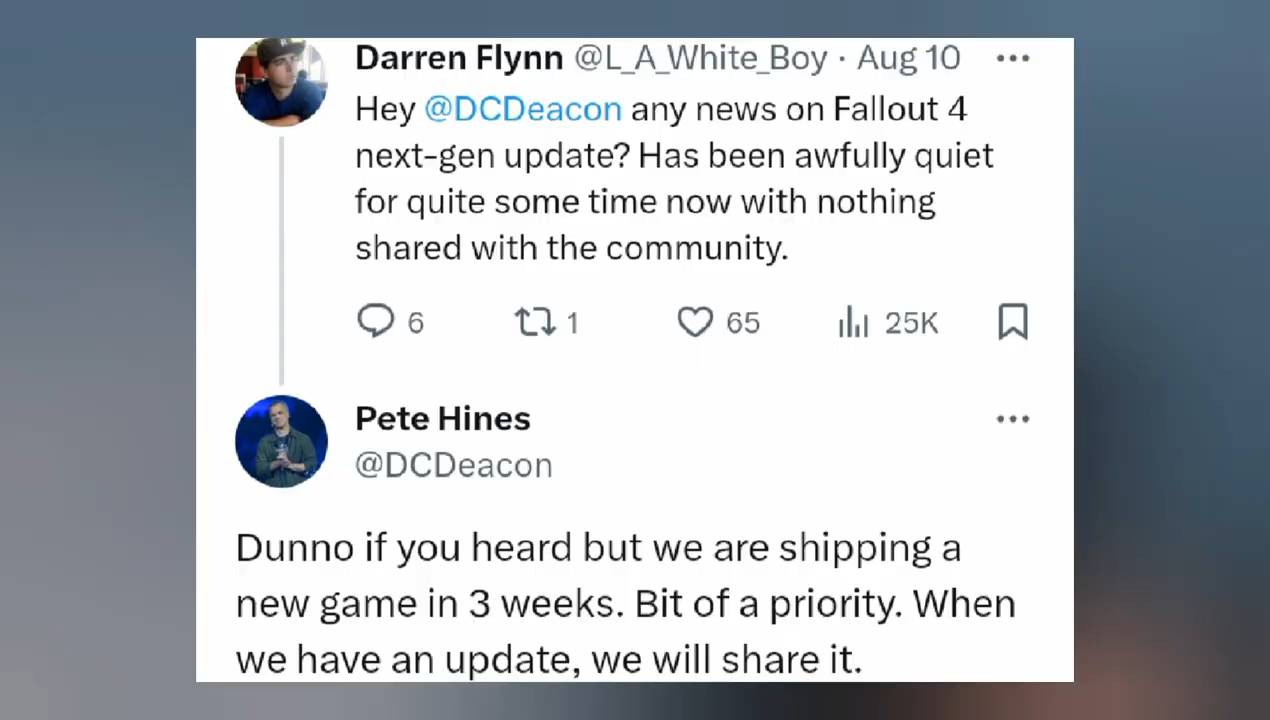 Darren Flynn @L_A_White_Boy · Aug 10 ···
Hey @DCDeacon any news on Fallout 4
next-gen update? Has been awfully quiet
for quite some time now with nothing
shared with the community.
6 1 65 25K
Pete Hines ···
@DCDeacon
Dunno if you heard but we are shipping a
new game in 3 weeks. Bit of a priority. When
we have an update, we will share it.